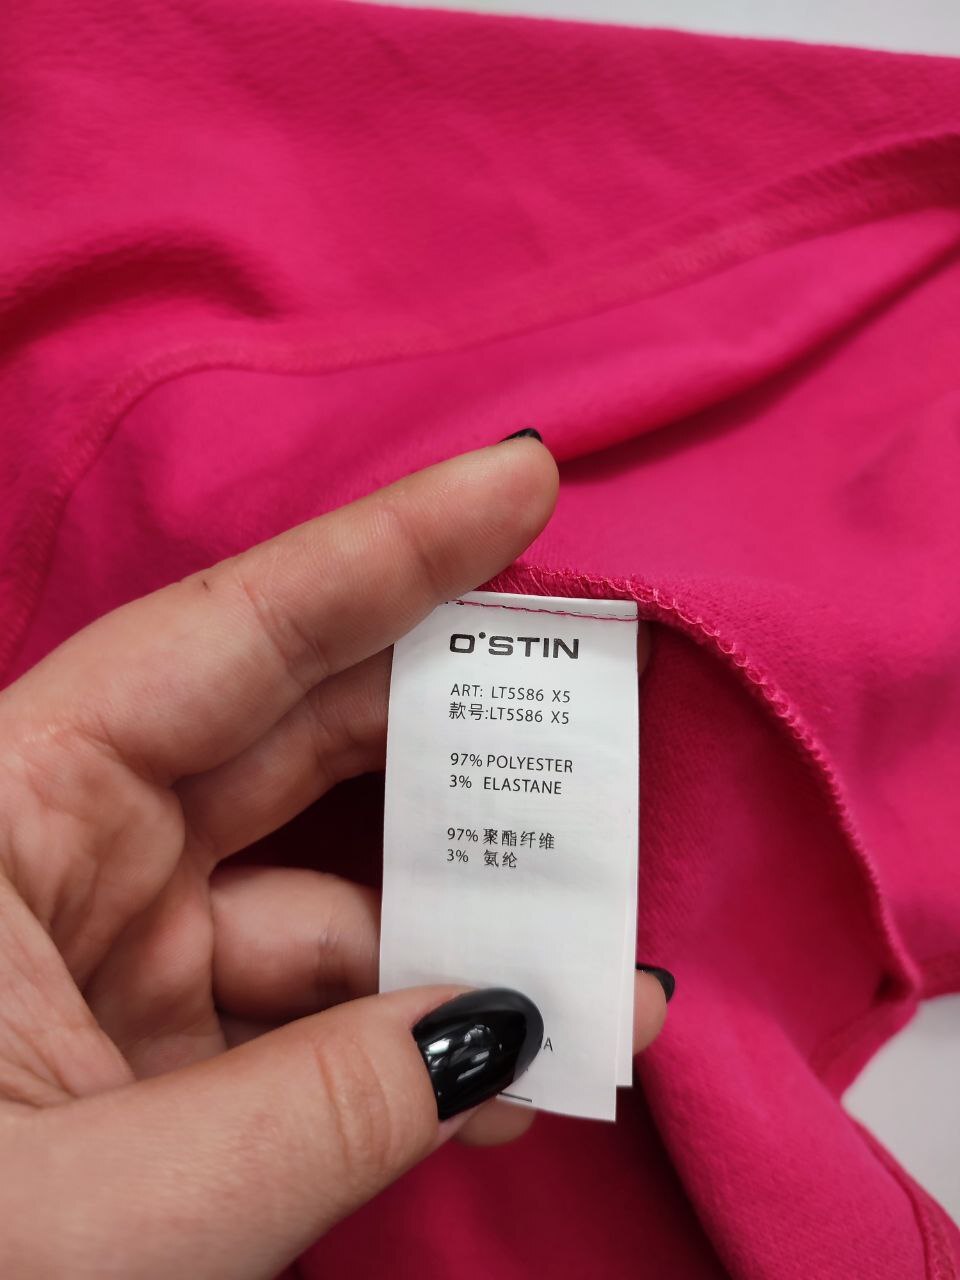 O'STIN
ART: LT5S86 X5
款号:LT5S86 X5
97% POLYESTER
3% ELASTANE
97% 聚酯纤维
3% 氨纶